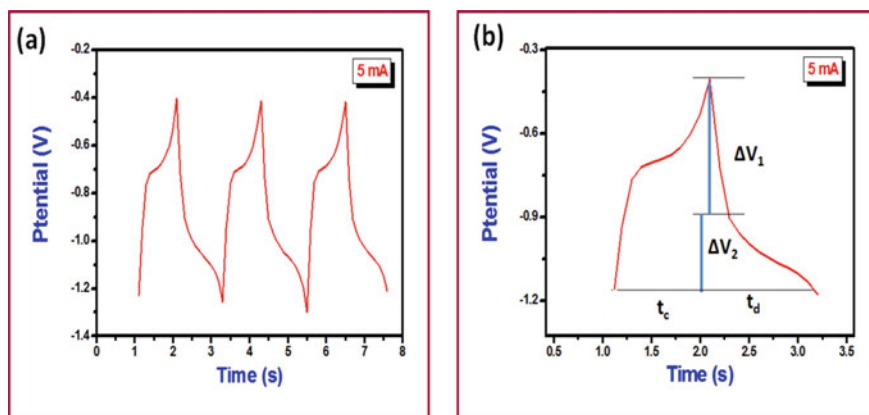 (a)
5 mA
Ptential (V)
-0.2
-0.4
-0.6
-0.8
-1.0
-1.2
-1.4
0 1 2 3 4 5 6 7 8
Time (s)
(b)
5 mA
Ptential (V)
-0.3
-0.6
-0.9
-1.2
ΔV1
ΔV2
tc td
0.5 1.0 1.5 2.0 2.5 3.0 3.5
Time (s)